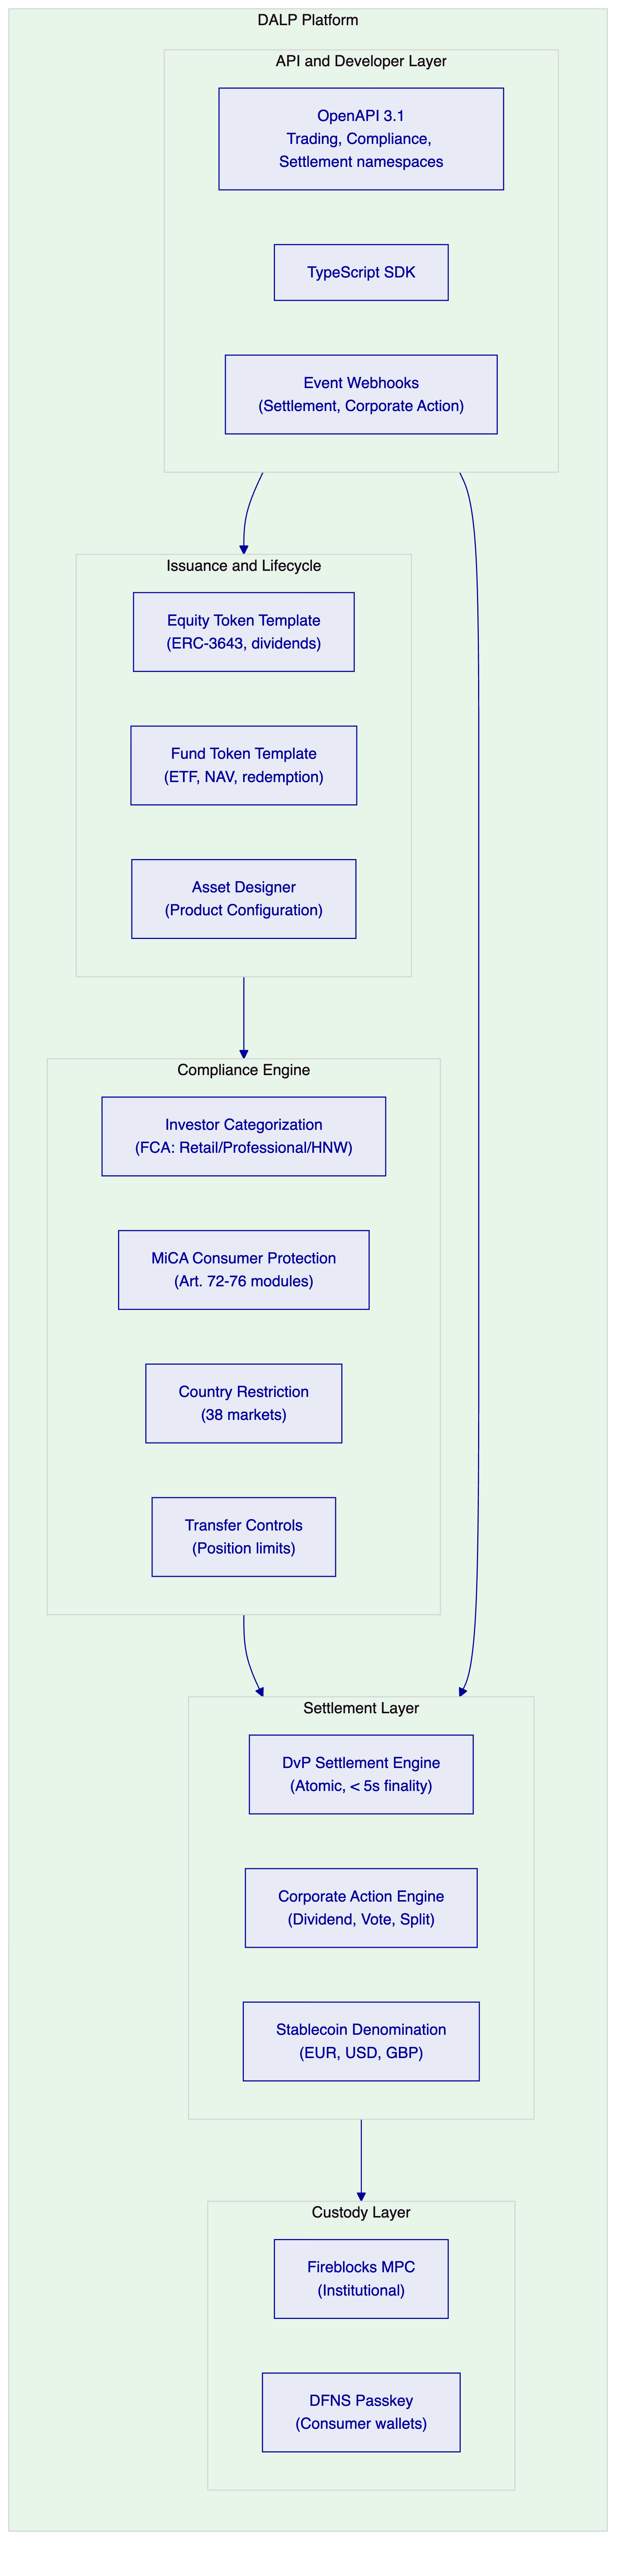 DALP Platform
API and Developer Layer
OpenAPI 3.1
Trading, Compliance,
Settlement namespaces
TypeScript SDK
Event Webhooks
(Settlement, Corporate Action)
Issuance and Lifecycle
Equity Token Template
(ERC-3643, dividends)
Fund Token Template
(ETF, NAV, redemption)
Asset Designer
(Product Configuration)
Compliance Engine
Investor Categorization
(FCA: Retail/Professional/HNW)
MiCA Consumer Protection
(Art. 72-76 modules)
Country Restriction
(38 markets)
Transfer Controls
(Position limits)
Settlement Layer
DvP Settlement Engine
(Atomic, < 5s finality)
Corporate Action Engine
(Dividend, Vote, Split)
Stablecoin Denomination
(EUR, USD, GBP)
Custody Layer
Fireblocks MPC
(Institutional)
DFNS Passkey
(Consumer wallets)